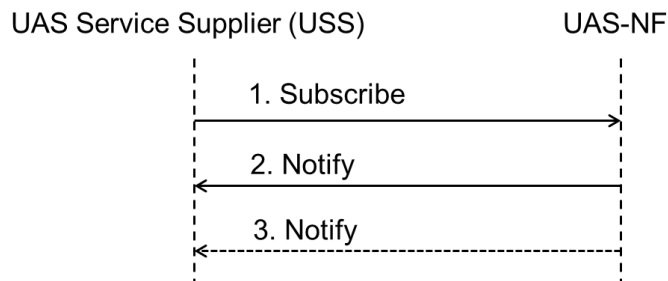 UAS Service Supplier (USS)
UAS-NF
1. Subscribe
2. Notify
3. Notify